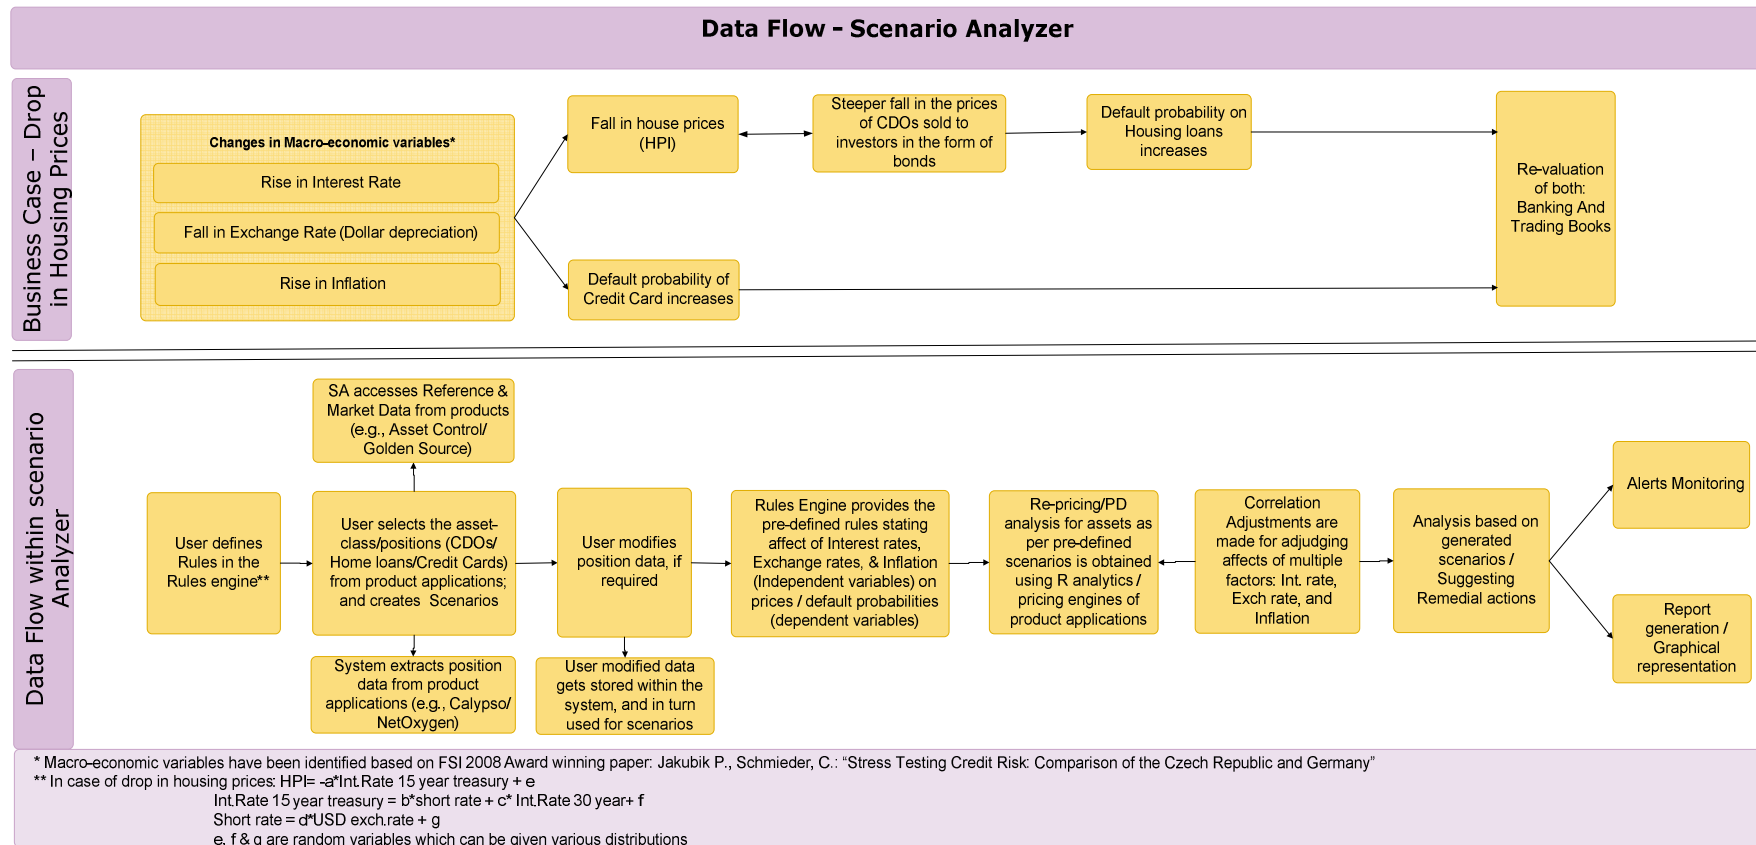 Data Flow – Scenario Analyzer
Business Case – Drop
in Housing Prices
Changes in Macro-economic variables*
Rise in Interest Rate
Fall in Exchange Rate (Dollar depreciation)
Rise in Inflation
Fall in house prices
(HPI)
Steeper fall in the prices
of CDOs sold to
investors in the form of
bonds
Default probability on
Housing loans
increases
Default probability of
Credit Card increases
Re-valuation
of both:
Banking And
Trading Books
Data Flow within scenario
Analyzer
SA accesses Reference &
Market Data from products
(e.g., Asset Control/
Golden Source)
User defines
Rules in the
Rules engine**
User selects the asset-
class/positions (CDOs/
Home loans/Credit Cards)
from product applications;
and creates Scenarios
System extracts position
data from product
applications (e.g., Calypso/
NetOxygen)
User modifies
position data, if
required
User modified data
gets stored within the
system, and in turn
used for scenarios
Rules Engine provides the
pre-defined rules stating
affect of Interest rates,
Exchange rates, & Inflation
(Independent variables) on
prices / default probabilities
(dependent variables)
Re-pricing/PD
analysis for assets as
per pre-defined
scenarios is obtained
using R analytics /
pricing engines of
product applications
Correlation
Adjustments are
made for adjudging
affects of multiple
factors: Int. rate,
Exch rate, and
Inflation
Analysis based on
generated
scenarios /
Suggesting
Remedial actions
Alerts Monitoring
Report
generation /
Graphical
representation
* Macro-economic variables have been identified based on FSI 2008 Award winning paper: Jakubik P., Schmieder, C.: “Stress Testing Credit Risk: Comparison of the Czech Republic and Germany”
** In case of drop in housing prices: HPI= -a*Int.Rate 15 year treasury + e
Int.Rate 15 year treasury = b*short rate + c* Int.Rate 30 year+ f
Short rate = d*USD exch.rate + g
e, f & g are random variables which can be given various distributions